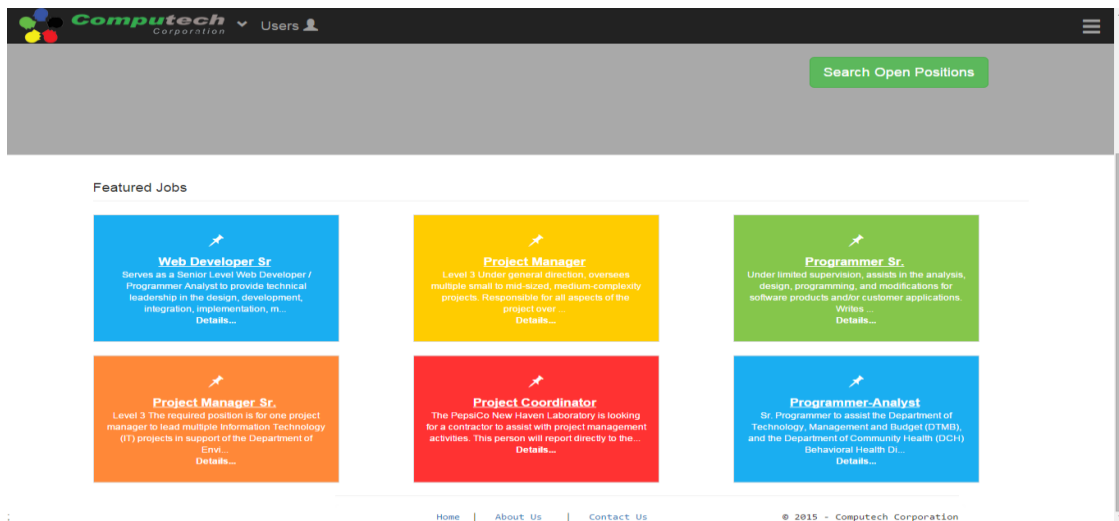 Computech
Corporation
Users
Search Open Positions
Featured Jobs
Web Developer Sr
Serves as a Senior Level Web Developer /
Programmer Analyst to provide technical
leadership in the design, development,
integration, implementation, m...
Details...
Project Manager
Level 3 Under general direction, oversees
multiple small to mid-sized, medium-complexity
projects. Responsible for all aspects of the
project over ...
Details...
Programmer Sr.
Under limited supervision, assists in the analysis,
design, programming, and modifications for
software products and/or customer applications.
Writes ...
Details...
Project Manager Sr.
Level 3 The required position is for one project
manager to lead multiple Information Technology
(IT) projects in support of the Department of
Envi...
Details...
Project Coordinator
The PepsiCo New Haven Laboratory is looking
for a contractor to assist with project management
activities. This person will report directly to the...
Details...
Programmer-Analyst
Sr. Programmer to assist the Department of
Technology, Management and Budget (DTMB),
and the Department of Community Health (DCH)
Behavioral Health Di...
Details...
Home | About Us | Contact Us © 2015 - Computech Corporation